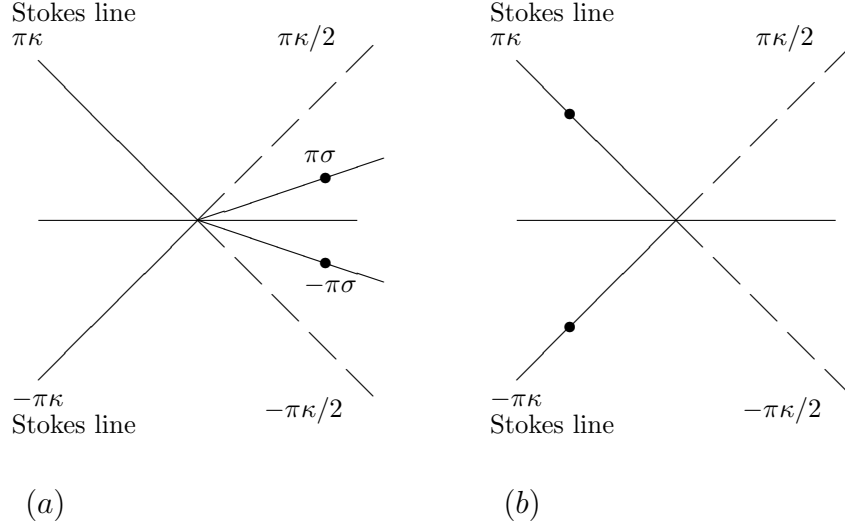 Stokes line
πκ
πκ/2
πσ
−πσ
−πκ
Stokes line
−πκ/2
(a)
Stokes line
πκ
πκ/2
−πκ
Stokes line
−πκ/2
(b)